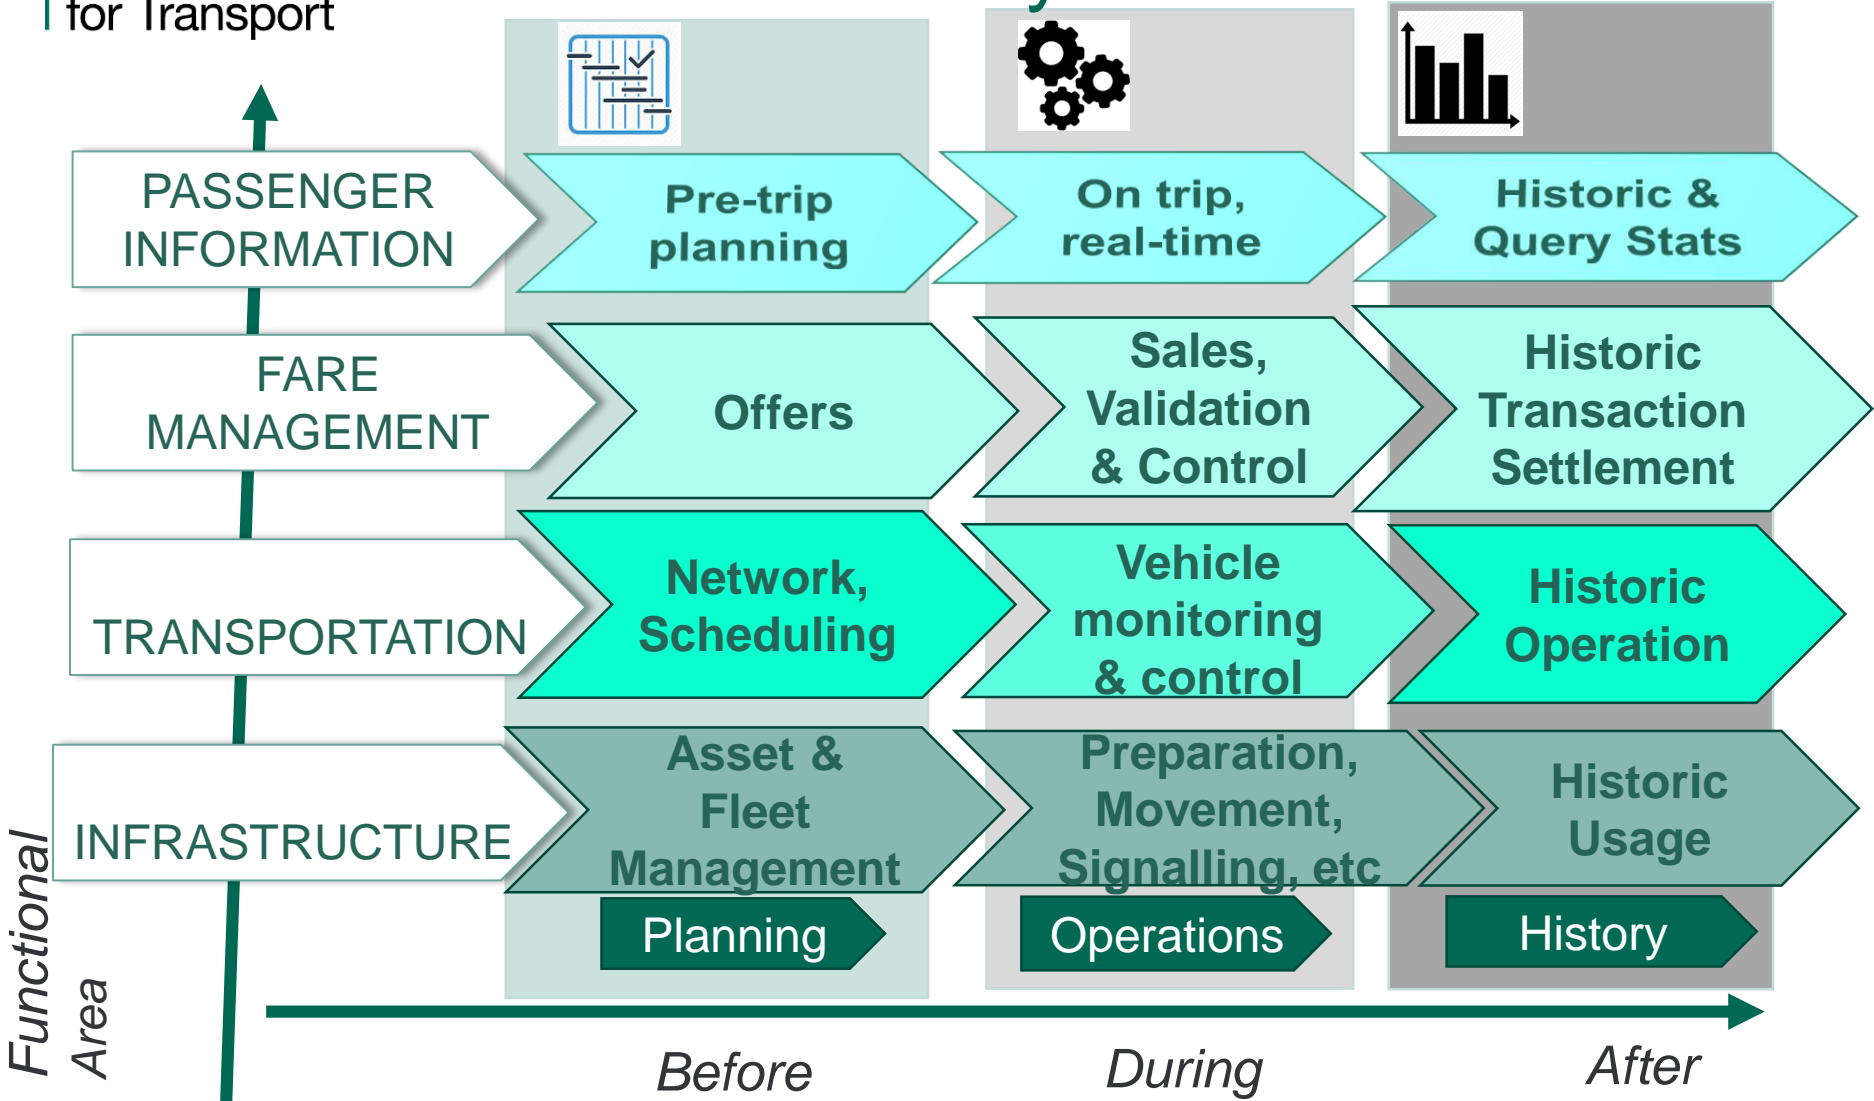 for Transport
PASSENGER
INFORMATION
Pre-trip
planning
On trip,
real-time
Historic &
Query Stats
FARE
MANAGEMENT
Offers
Sales,
Validation
& Control
Historic
Transaction
Settlement
TRANSPORTATION
Network,
Scheduling
Vehicle
monitoring
& control
Historic
Operation
INFRASTRUCTURE
Asset &
Fleet
Management
Preparation,
Movement,
Signalling, etc
Historic
Usage
Planning
Operations
History
Functional
Area
Before
During
After